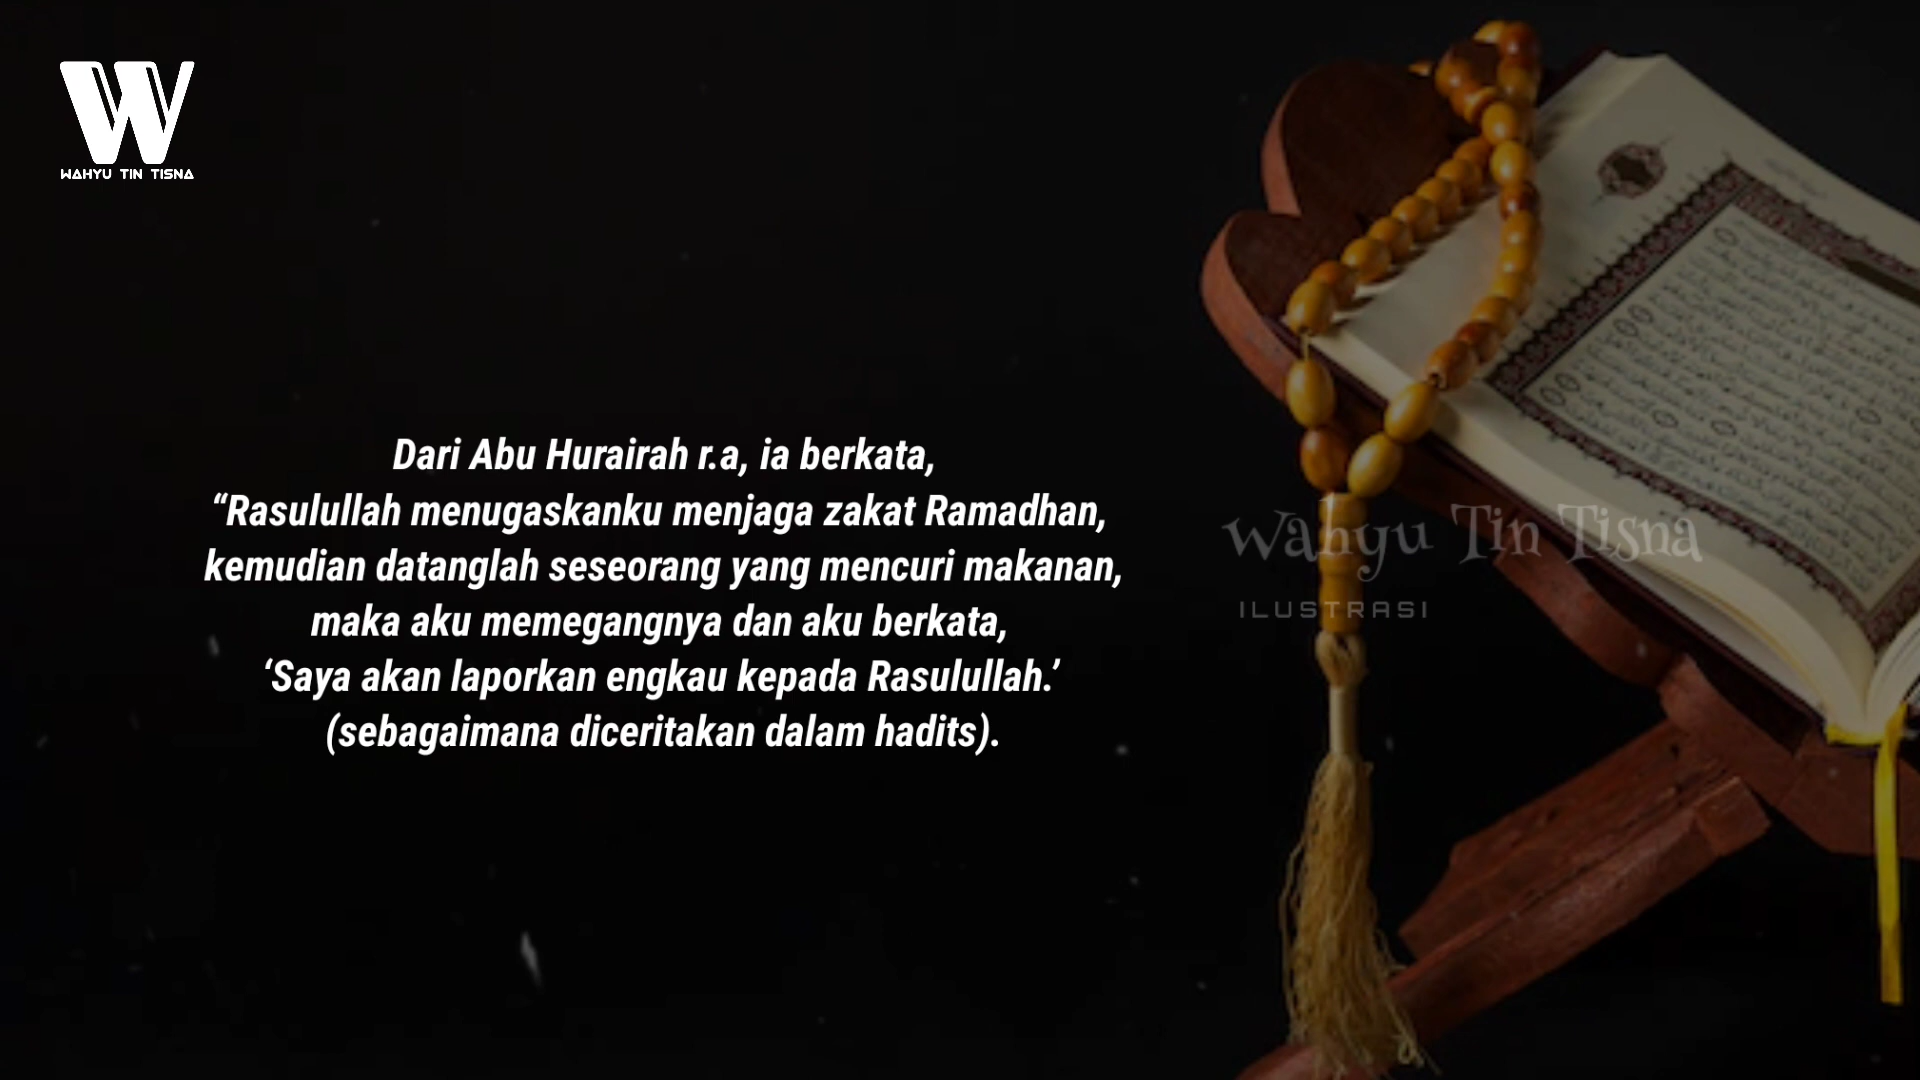 WAHYU TIN TISNA
Dari Abu Hurairah r.a, ia berkata,
“Rasulullah menugaskanku menjaga zakat Ramadhan,
kemudian datanglah seseorang yang mencuri makanan,
maka aku memegangnya dan aku berkata,
‘Saya akan laporkan engkau kepada Rasulullah.’
(sebagaimana diceritakan dalam hadits).
Wahyu Tin Tisna
ILUSTRASI